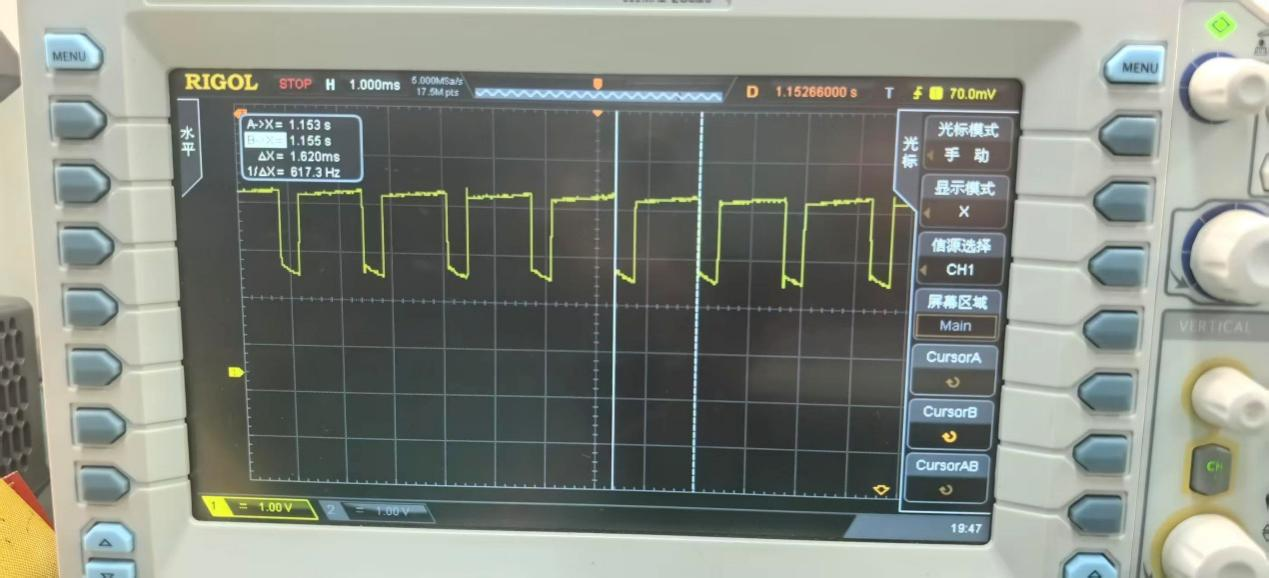 MENU
MENU
RIGOL STOP H 1.000ms 5.000MSa/s 17.5M pts D 1.15266000 s T 70.0mV
水平
A->X= 1.153 s
B->X= 1.155 s
ΔX= 1.620ms
1/ΔX= 617.3 Hz
光标
光标模式
手 动
显示模式
X
信源选择
CH1
屏幕区域
Main
CursorA
CursorB
CursorAB
1
1 = 1.00 V
2 = 1.00 V
19:47
VERTICAL
CH